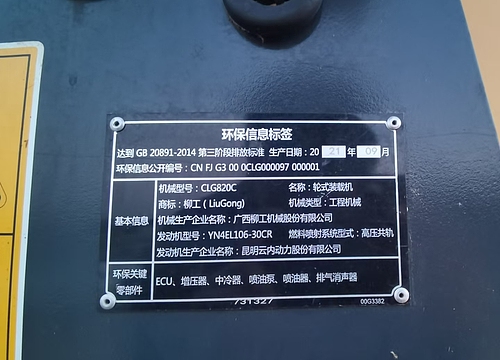 环保信息标签
达到 GB 20891-2014 第三阶段排放标准 生产日期：20 21 年 09 月
环保信息公开编号：CN FJ G3 00 0CLG000097 000001
基本信息
机械型号：CLG820C 名称：轮式装载机
商标：柳工（LiuGong） 机械类型：工程机械
机械生产企业名称：广西柳工机械股份有限公司
发动机型号：YN4EL106-30CR 燃料喷射系统型式：高压共轨
发动机生产企业名称：昆明云内动力股份有限公司
环保关键
零部件
ECU、增压器、中冷器、喷油泵、喷油器、排气消声器
731327
00G3382